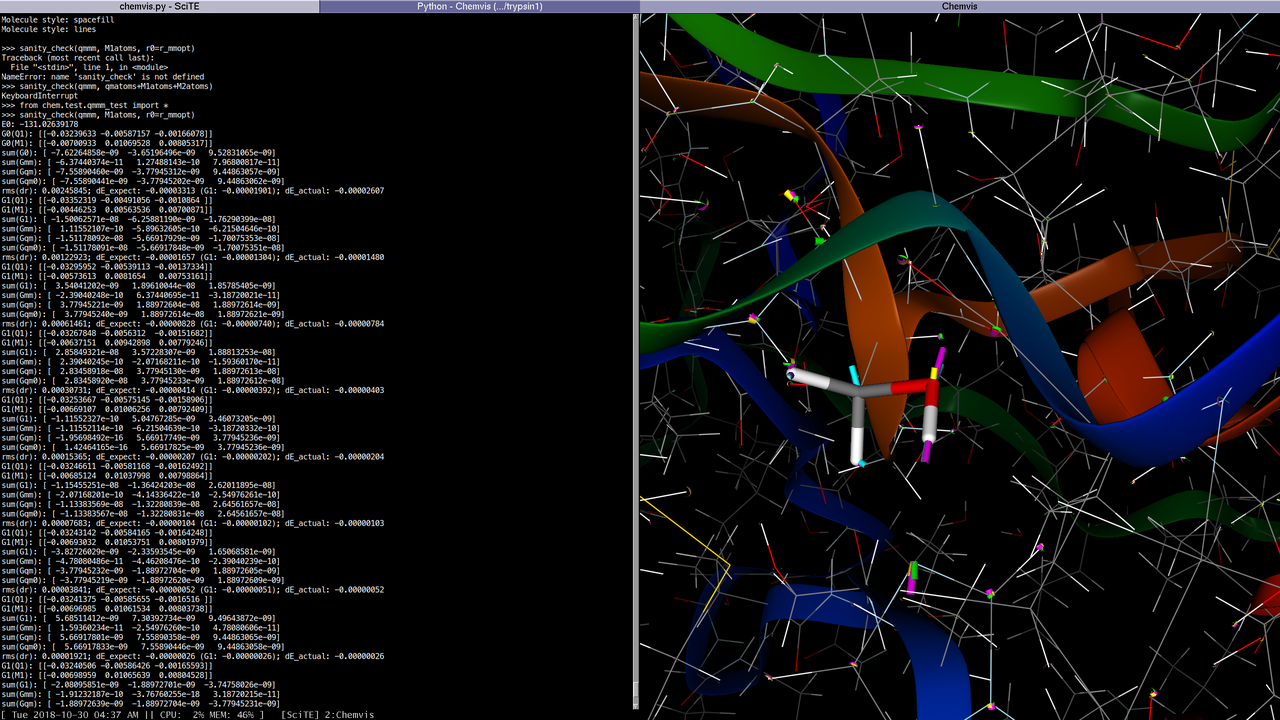 chemvis.py - SciTE
Python - Chemvis (.../trypsin1)
Chemvis
Molecule style: spacefill
Molecule style: lines
>>> sanity_check(qmmm, M1atoms, r0=r_mmopt)
Traceback (most recent call last):
  File "<stdin>", line 1, in <module>
NameError: name 'sanity_check' is not defined
>>> sanity_check(qmmm, qmatoms+M1atoms+M2atoms)
KeyboardInterrupt
>>> from chem.test.qmmm_test import *
>>> sanity_check(qmmm, M1atoms, r0=r_mmopt)
E0: -131.02639178
G0(Q1): [[-0.03239633 -0.00587157 -0.00166078]]
G0(M1): [[-0.00700933  0.01069528  0.00805317]]
sum(G0): [ -7.62264858e-09  -3.65196496e-09   9.52831065e-09]
sum(Gmm): [ -6.37440374e-11   1.27488143e-10   7.96800817e-11]
sum(Gqm): [ -7.55890460e-09  -3.77945312e-09   9.44863057e-09]
sum(Gqm0): [ -7.55890441e-09  -3.77945202e-09   9.44863062e-09]
rms(dr): 0.00245845; dE_expect: -0.00003313 (G1: -0.00001901); dE_actual: -0.00002607
G1(Q1): [[-0.03352319 -0.00491056 -0.0010864 ]]
G1(M1): [[-0.00446253  0.00563536  0.00700871]]
sum(G1): [ -1.50062571e-08  -6.25881190e-09  -1.76290399e-08]
sum(Gmm): [  1.11552107e-10  -5.89632605e-10  -6.21504646e-10]
sum(Gqm): [ -1.51178092e-08  -5.66917929e-09  -1.70075353e-08]
sum(Gqm0): [ -1.51178091e-08  -5.66917848e-09  -1.70075351e-08]
rms(dr): 0.00122923; dE_expect: -0.00001657 (G1: -0.00001304); dE_actual: -0.00001480
G1(Q1): [[-0.03295952 -0.00539113 -0.00137334]]
G1(M1): [[-0.00573613  0.0081654   0.00753161]]
sum(G1): [  3.54041202e-09   1.89610044e-08   1.85785405e-09]
sum(Gmm): [ -2.39040248e-10   6.37440695e-11  -3.18720021e-11]
sum(Gqm): [  3.77945221e-09   1.88972604e-08   1.88972614e-09]
sum(Gqm0): [  3.77945240e-09   1.88972614e-08   1.88972621e-09]
rms(dr): 0.00061461; dE_expect: -0.00000828 (G1: -0.00000740); dE_actual: -0.00000784
G1(Q1): [[-0.03267848 -0.0056312  -0.00151682]]
G1(M1): [[-0.00637151  0.00942898  0.00779246]]
sum(G1): [  2.85849321e-08   3.57228307e-09   1.88813253e-08]
sum(Gmm): [  2.39040245e-10  -2.07168211e-10  -1.59360170e-11]
sum(Gqm): [  2.83458918e-08   3.77945130e-09   1.88972613e-08]
sum(Gqm0): [  2.83458920e-08   3.77945233e-09   1.88972612e-08]
rms(dr): 0.00030731; dE_expect: -0.00000414 (G1: -0.00000392); dE_actual: -0.00000403
G1(Q1): [[-0.03253667 -0.00575145 -0.00158906]]
G1(M1): [[-0.00669107  0.01006256  0.00792409]]
sum(G1): [ -1.11552327e-10   5.04767285e-09   3.46073205e-09]
sum(Gmm): [ -1.11552114e-10  -6.21504639e-10  -3.18720332e-10]
sum(Gqm): [ -1.95698492e-16   5.66917749e-09   3.77945236e-09]
sum(Gqm0): [  1.42464165e-16   5.66917825e-09   3.77945236e-09]
rms(dr): 0.00015365; dE_expect: -0.00000207 (G1: -0.00000202); dE_actual: -0.00000204
G1(Q1): [[-0.03246611 -0.00581168 -0.00162492]]
G1(M1): [[-0.00685124  0.01037998  0.00798864]]
sum(G1): [ -1.15455251e-08  -1.36424203e-08   2.62011895e-08]
sum(Gmm): [ -2.07168201e-10  -4.14336422e-10  -2.54976261e-10]
sum(Gqm): [ -1.13383569e-08  -1.32280839e-08   2.64561657e-08]
sum(Gqm0): [ -1.13383567e-08  -1.32280831e-08   2.64561657e-08]
rms(dr): 0.00007683; dE_expect: -0.00000104 (G1: -0.00000102); dE_actual: -0.00000103
G1(Q1): [[-0.03243142 -0.00584165 -0.00164248]]
G1(M1): [[-0.00693032  0.01053751  0.00801979]]
sum(G1): [ -3.82726029e-09  -2.33593545e-09   1.65068581e-09]
sum(Gmm): [ -4.78080486e-11  -4.46208476e-10  -2.39040239e-10]
sum(Gqm): [ -3.77945232e-09  -1.88972704e-09   1.88972605e-09]
sum(Gqm0): [ -3.77945219e-09  -1.88972620e-09   1.88972609e-09]
rms(dr): 0.00003841; dE_expect: -0.00000052 (G1: -0.00000051); dE_actual: -0.00000052
G1(Q1): [[-0.03241375 -0.00585655 -0.0016516 ]]
G1(M1): [[-0.00696985  0.01061534  0.00803738]]
sum(G1): [  5.68511412e-09   7.30392734e-09   9.49643872e-09]
sum(Gmm): [  1.59360234e-11  -2.54976260e-10   4.78080606e-11]
sum(Gqm): [  5.66917801e-09   7.55890358e-09   9.44863065e-09]
sum(Gqm0): [  5.66917833e-09   7.55890446e-09   9.44863058e-09]
rms(dr): 0.00001921; dE_expect: -0.00000026 (G1: -0.00000026); dE_actual: -0.00000026
G1(Q1): [[-0.03240506 -0.00586426 -0.00165593]]
G1(M1): [[-0.00698959  0.01065639  0.00804528]]
sum(G1): [ -2.08095851e-09  -1.88972701e-09  -3.74758026e-09]
sum(Gmm): [ -1.91232187e-10  -3.76760255e-18   3.18720215e-11]
sum(Gqm): [ -1.88972639e-09  -1.88972704e-09  -3.77945231e-09]
[ Tue 2018-10-30 04:37 AM || CPU:  2% MEM: 46% ]   [SciTE] 2:Chemvis